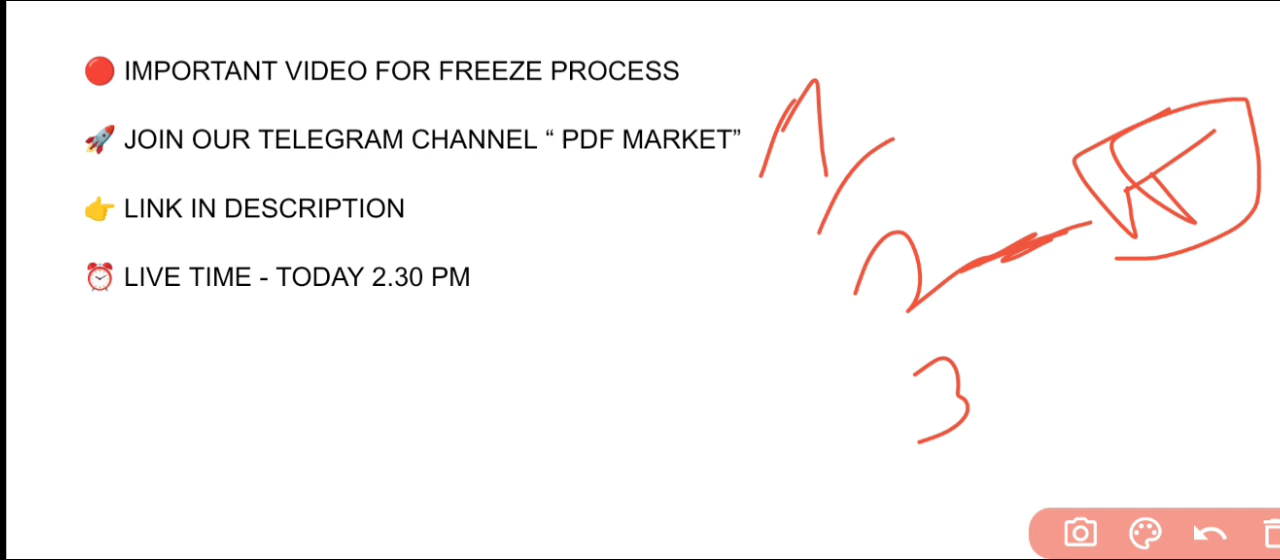 🔴 IMPORTANT VIDEO FOR FREEZE PROCESS
🚀 JOIN OUR TELEGRAM CHANNEL “ PDF MARKET”
👉 LINK IN DESCRIPTION
⏰ LIVE TIME - TODAY 2.30 PM
1
2
3